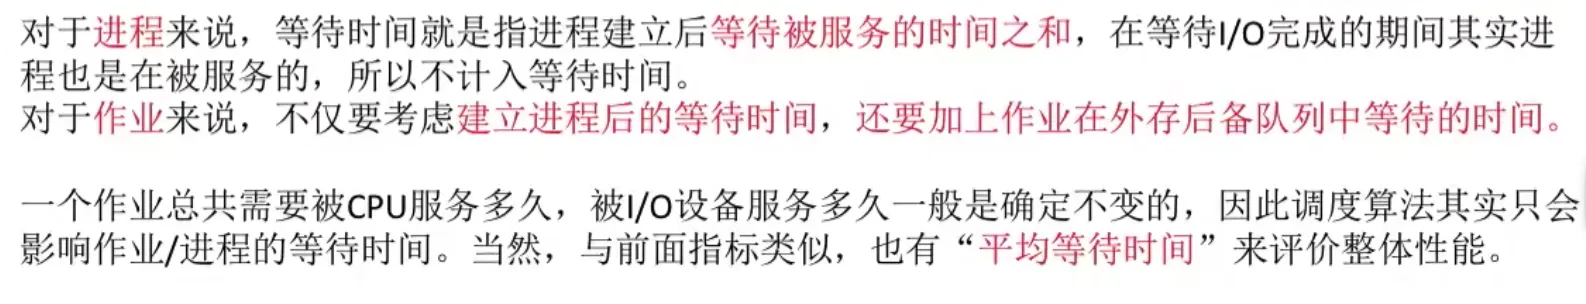 对于进程来说，等待时间就是指进程建立后等待被服务的时间之和，在等待I/O完成的期间其实进
程也是在被服务的，所以不计入等待时间。
对于作业来说，不仅要考虑建立进程后的等待时间，还要加上作业在外存后备队列中等待的时间。
一个作业总共需要被CPU服务多久，被I/O设备服务多久一般是确定不变的，因此调度算法其实只会
影响作业/进程的等待时间。当然，与前面指标类似，也有“平均等待时间”来评价整体性能。